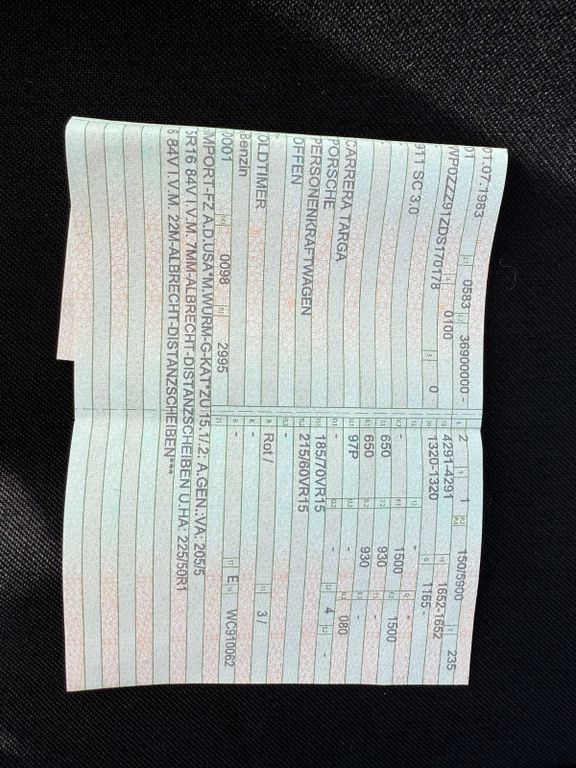 01.07.1983 0583 36900000 - 2 1 150/5900 235
01 WP0ZZZ91ZDS170178 0100 0 4291-4291 1652-1652
1320-1320 1165-
911 SC 3.0 - - 1500 1500
650 930 -
CARRERA TARGA 650 930 -
PORSCHE 97P - 080
PERSONENKRAFTWAGEN 185/70VR15 - 4 -
OFFEN 215/60VR15
-
OLDTIMER Rot / 3 /
Benzin -
0001 0098 2995 - E WC910062
IMPORT-FZ A.D.USA*M.WURM-G-KAT*ZU 15.1/.2: A.GEN.:VA: 205/5
5R16 84V I.V.M. 7MM-ALBRECHT-DISTANZSCHEIBEN U.HA: 225/50R1
6 84V I.V.M. 22M-ALBRECHT-DISTANZSCHEIBEN***